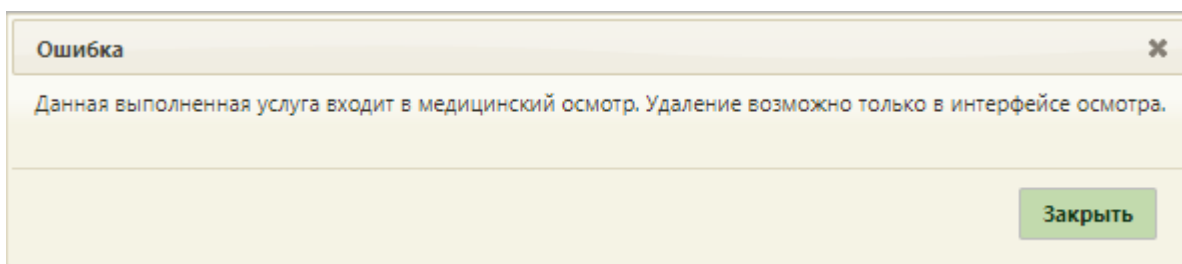 Ошибка
Данная выполненная услуга входит в медицинский осмотр. Удаление возможно только в интерфейсе осмотра.
Закрыть